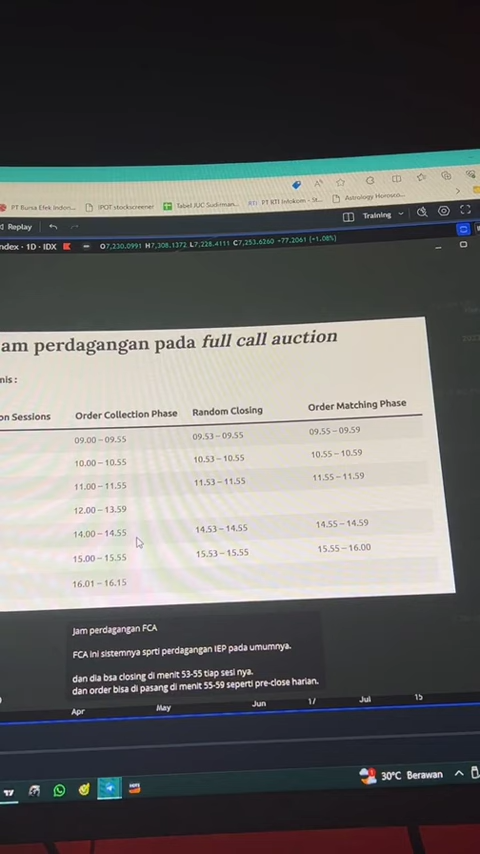 PT Bursa Efek Indon...
IPOT stockscreener
Tabel IUC Sudirman...
RTI
PT RTI Infokom - St...
Astrology Horosco...
Replay
Training
ndex · 1D · IDX
O7,230.0991 H7,308.1372 L7,228.4111 C7,253.6260 +77.2061 (+1.08%)
am perdagangan pada full call auction
nis :
on Sessions Order Collection Phase Random Closing Order Matching Phase
09.00 – 09.55 09.53 – 09.55 09.55 – 09.59
10.00 – 10.55 10.53 – 10.55 10.55 – 10.59
11.00 – 11.55 11.53 – 11.55 11.55 – 11.59
12.00 – 13.59
14.00 – 14.55 14.53 – 14.55 14.55 – 14.59
15.00 – 15.55 15.53 – 15.55 15.55 – 16.00
16.01 – 16.15
Jam perdagangan FCA
FCA ini sistemnya sprti perdagangan IEP pada umumnya.
dan dia bsa closing di menit 53-55 tiap sesi nya.
dan order bisa di pasang di menit 55-59 seperti pre-close harian.
Apr May Jun 17 Jul 15
30°C Berawan